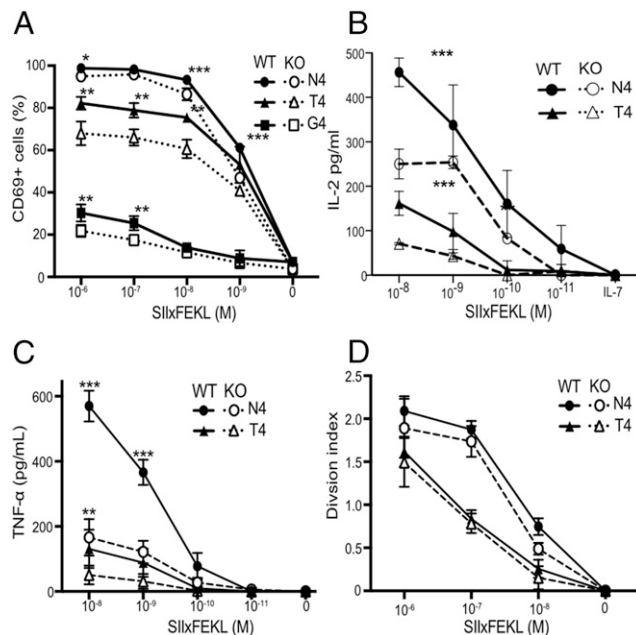 A
WT KO
N4
T4
G4
CD69+ cells (%)
100
80
60
40
20
0
* *** ** ** ** *** ** **
10-6 10-7 10-8 10-9 0
SIIxFEKL (M)
B
WT KO
N4
T4
IL-2 pg/ml
500
400
300
200
100
0
***
***
10-8 10-9 10-10 10-11 IL-7
SIIxFEKL (M)
C
WT KO
N4
T4
TNF-α (pg/mL)
600
400
200
0
*** *** **
10-8 10-9 10-10 10-11 0
SIIxFEKL (M)
D
WT KO
N4
T4
Divsion index
2.5
2.0
1.5
1.0
0.5
0
10-6 10-7 10-8 0
SIIxFEKL (M)